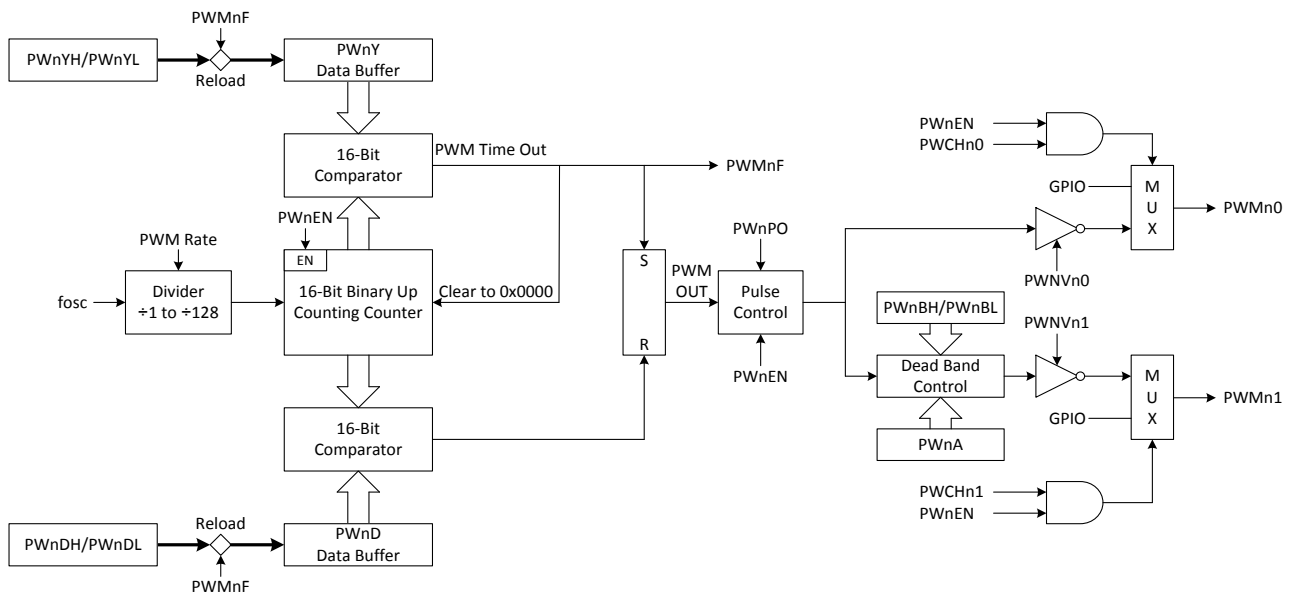 PWMnF
PWnYH/PWnYL
Reload
PWnY
Data Buffer
16-Bit
Comparator
PWM Time Out
PWMnF
PWnEN
PWCHn0
GPIO
M
U
X
PWMn0
PWNVn0
PWnEN
EN
PWM Rate
fosc
Divider
÷1 to ÷128
16-Bit Binary Up
Counting Counter
Clear to 0x0000
S
R
PWM
OUT
PWnPO
Pulse
Control
PWnEN
PWnBH/PWnBL
Dead Band
Control
PWnA
PWNVn1
M
U
X
GPIO
PWMn1
PWCHn1
PWnEN
16-Bit
Comparator
PWnDH/PWnDL
Reload
PWMnF
PWnD
Data Buffer